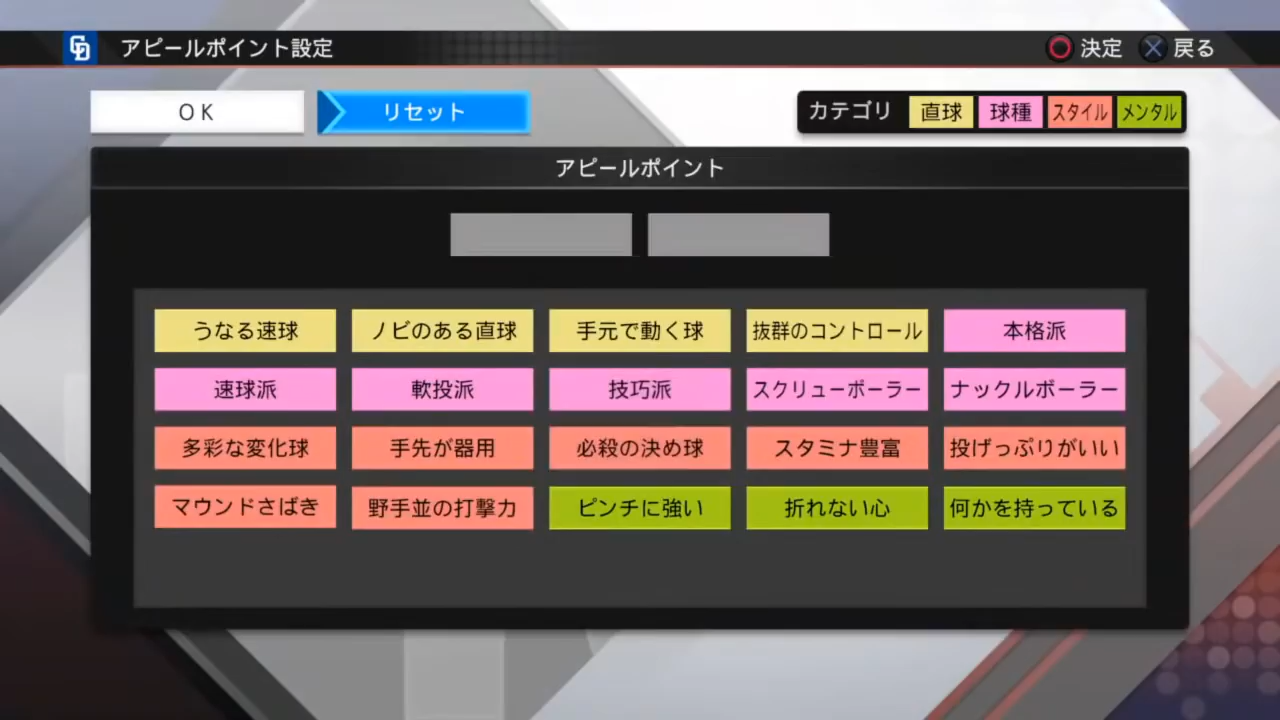 アピールポイント設定 決定 戻る
OK リセット カテゴリ 直球 球種 スタイル メンタル
アピールポイント
うなる速球 ノビのある直球 手元で動く球 抜群のコントロール 本格派
速球派 軟投派 技巧派 スクリューボーラー ナックルボーラー
多彩な変化球 手先が器用 必殺の決め球 スタミナ豊富 投げっぷりがいい
マウンドさばき 野手並の打撃力 ピンチに強い 折れない心 何かを持っている